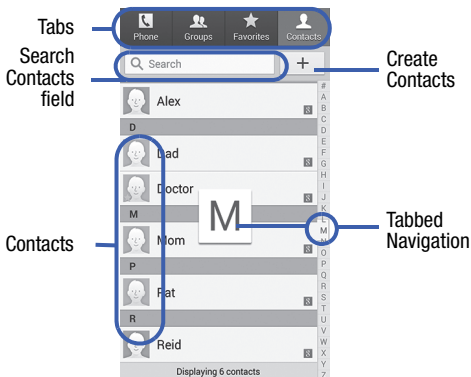 Tabs
Phone Groups Favorites Contacts
Search Contacts field
Search
Create Contacts
Alex
D
Dad
Doctor
M
Mom
P
Pat
R
Reid
M
Contacts
Tabbed Navigation
#
A
B
C
D
E
F
G
H
I
J
K
L
M
N
O
P
Q
R
S
T
U
V
W
X
Y
Z
Displaying 6 contacts